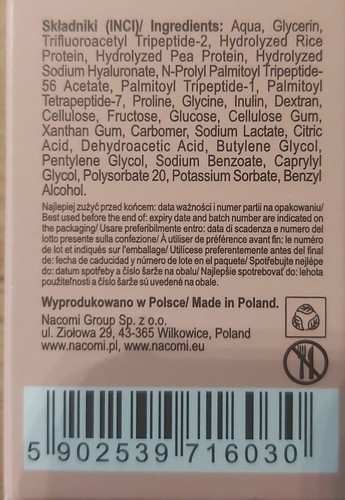 Składniki (INCI)/ Ingredients: Aqua, Glycerin,
Trifluoroacetyl Tripeptide-2, Hydrolyzed Rice
Protein, Hydrolyzed Pea Protein, Hydrolyzed
Sodium Hyaluronate, N-Prolyl Palmitoyl Tripeptide-
56 Acetate, Palmitoyl Tripeptide-1, Palmitoyl
Tetrapeptide-7, Proline, Glycine, Inulin, Dextran,
Cellulose, Fructose, Glucose, Cellulose Gum,
Xanthan Gum, Carbomer, Sodium Lactate, Citric
Acid, Dehydroacetic Acid, Butylene Glycol,
Pentylene Glycol, Sodium Benzoate, Caprylyl
Glycol, Polysorbate 20, Potassium Sorbate, Benzyl
Alcohol.
Najlepiej zużyć przed końcem: data ważności i numer partii na opakowaniu/
Best used before the end of: expiry date and batch number are indicated on
the packaging/ Usare preferibilmente entro: data di scadenza e numero del
lotto presente sulla confezione/ À utiliser de préférence avant fin: le numéro
de lot et indiqués sur l'emballage/ Utilícese preferentemente antes del final
de: fecha de caducidad y número de lote en el paquete/ Spotřebujte nejlépe
do: datum spotřeby a číslo šarže na obalu/ Najlepšie spotrebovať do: lehota
použiteľnosti a číslo šarže sú uvedené na obale.
Wyprodukowano w Polsce/ Made in Poland.
Nacomi Group Sp. z o.o.
ul. Ziołowa 29, 43-365 Wilkowice, Poland
www.nacomi.pl, www.nacomi.eu
5 902539 716030